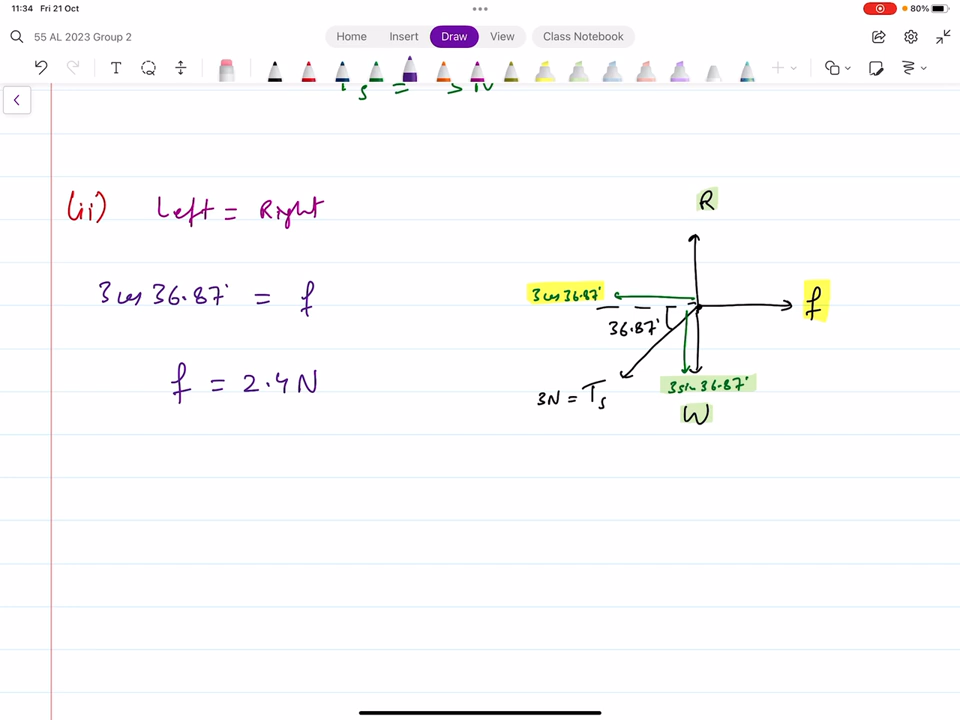 11:34 Fri 21 Oct
80%
55 AL 2023 Group 2
Home Insert Draw View Class Notebook
(ii) Left = Right
R
3 cos 36.87° = f
3 cos 36.87°
f
36.87°
f = 2.4N
3 sin 36.87°
3N = Ts
W